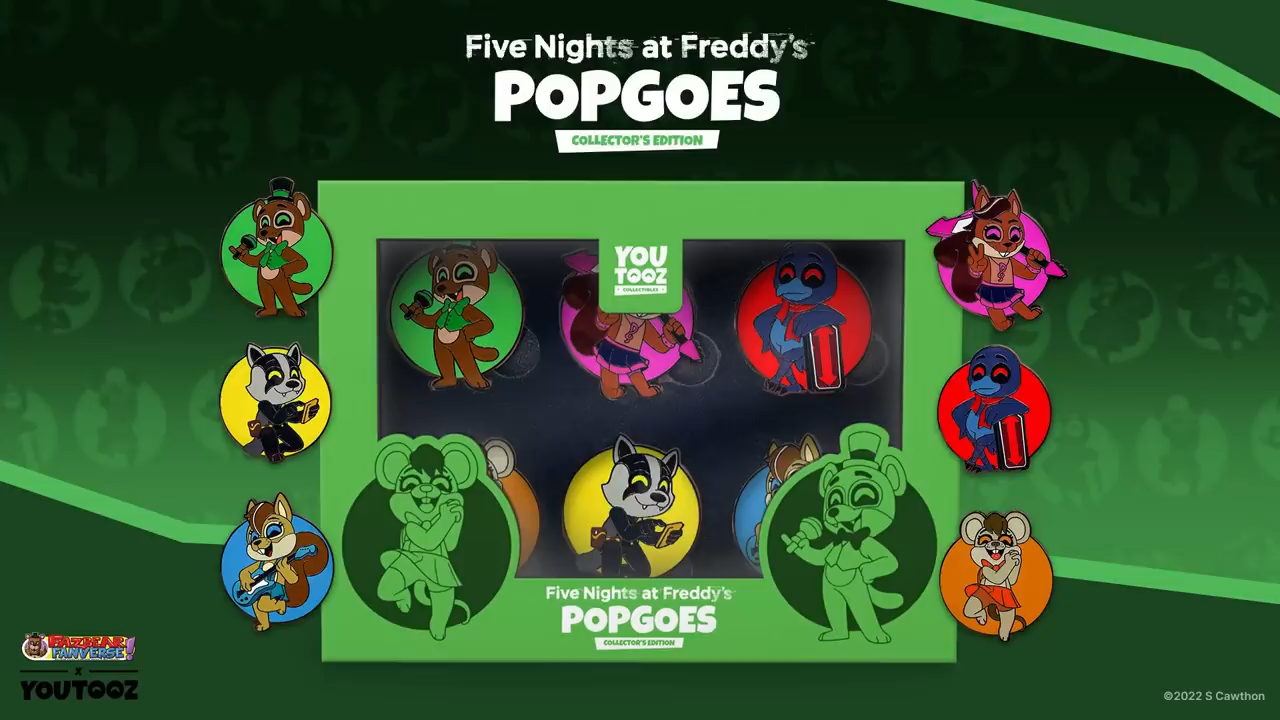 Five Nights at Freddy's
POPGOES
COLLECTOR'S EDITION
YOU
TOOZ
COLLECTIBLES
Five Nights at Freddy's
POPGOES
COLLECTOR'S EDITION
FAZBEAR
FANVERSE!
X
YOUTOOZ
©2022 S Cawthon